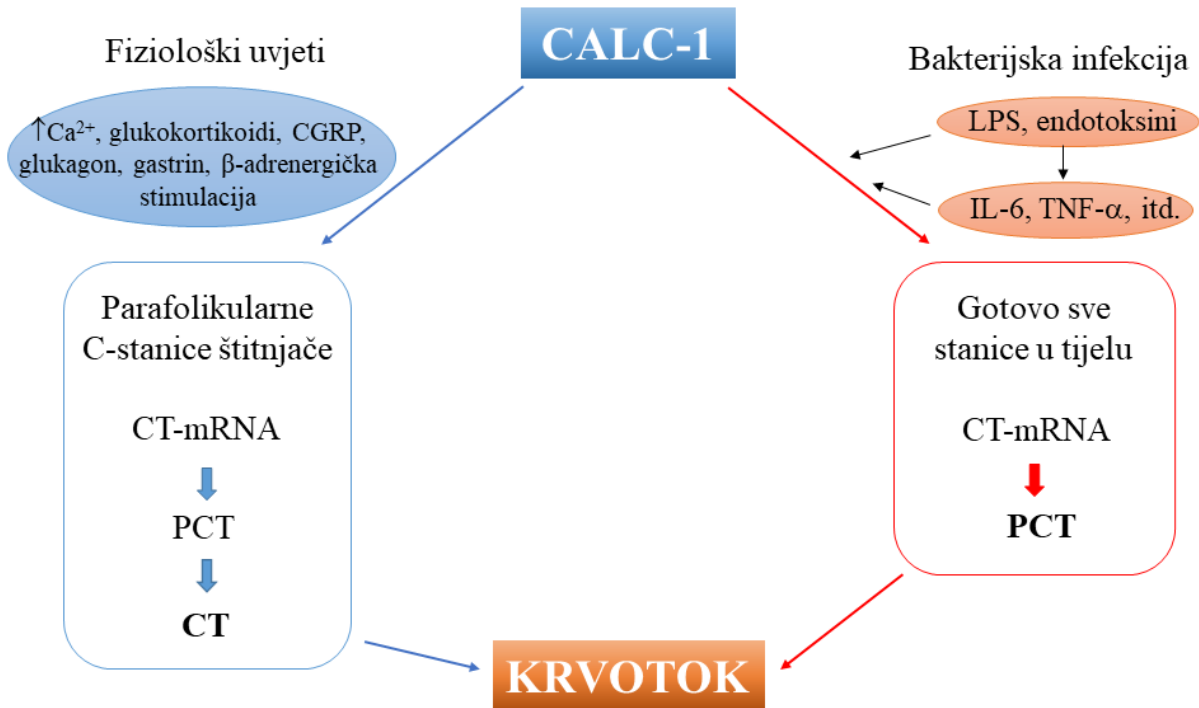 CALC-1
Fiziološki uvjeti
↑Ca²⁺, glukokortikoidi, CGRP,
glukagon, gastrin, β-adrenergička
stimulacija
Bakterijska infekcija
LPS, endotoksini
IL-6, TNF-α, itd.
Parafolikularne
C-stanice štitnjače
CT-mRNA
PCT
CT
Gotovo sve
stanice u tijelu
CT-mRNA
PCT
KRVOTOK